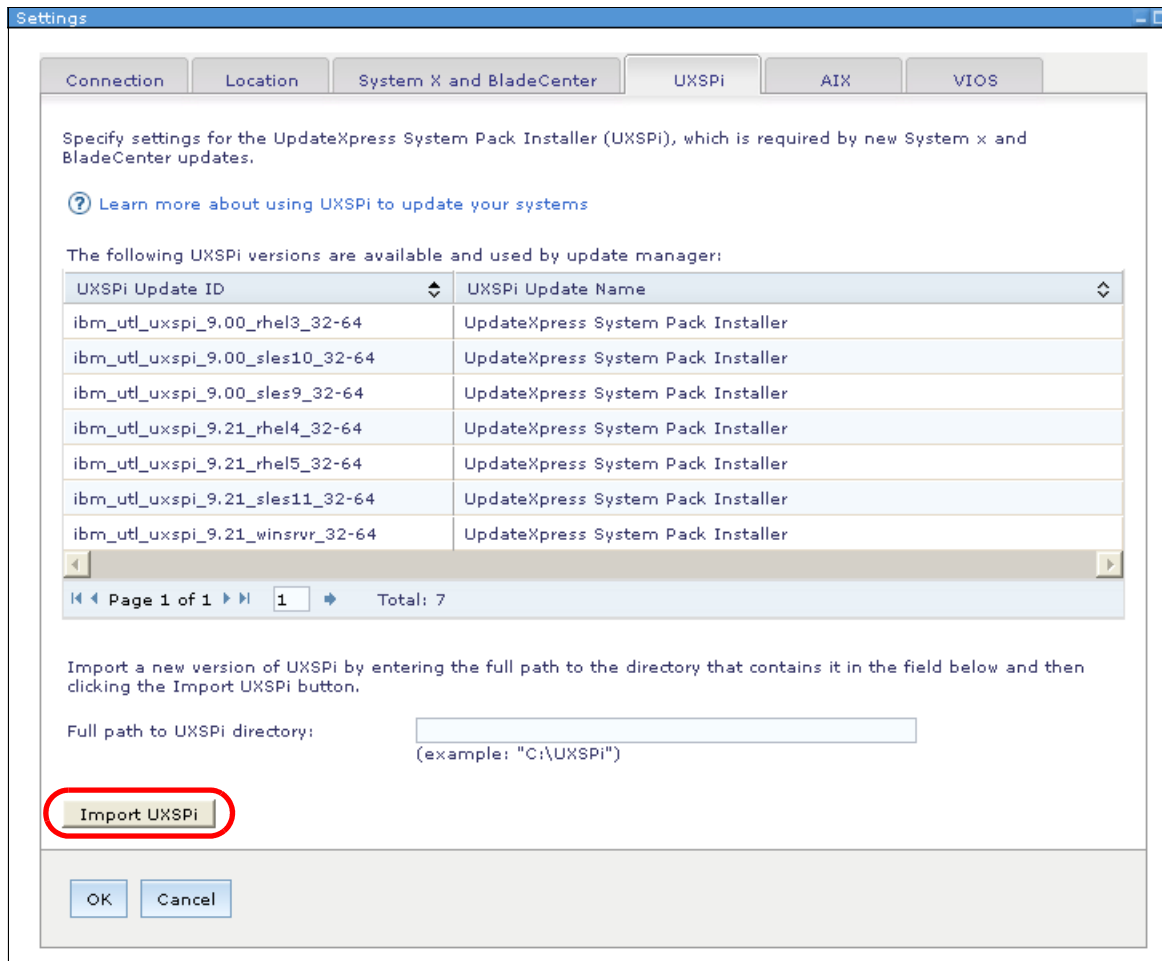 Settings
Connection Location System X and BladeCenter UXSPi AIX VIOS
Specify settings for the UpdateXpress System Pack Installer (UXSPi), which is required by new System x and
BladeCenter updates.
? Learn more about using UXSPi to update your systems
The following UXSPi versions are available and used by update manager:
UXSPi Update ID UXSPi Update Name
ibm_utl_uxspi_9.00_rhel3_32-64 UpdateXpress System Pack Installer
ibm_utl_uxspi_9.00_sles10_32-64 UpdateXpress System Pack Installer
ibm_utl_uxspi_9.00_sles9_32-64 UpdateXpress System Pack Installer
ibm_utl_uxspi_9.21_rhel4_32-64 UpdateXpress System Pack Installer
ibm_utl_uxspi_9.21_rhel5_32-64 UpdateXpress System Pack Installer
ibm_utl_uxspi_9.21_sles11_32-64 UpdateXpress System Pack Installer
ibm_utl_uxspi_9.21_winsrvr_32-64 UpdateXpress System Pack Installer
Page 1 of 1 1 Total: 7
Import a new version of UXSPi by entering the full path to the directory that contains it in the field below and then
clicking the Import UXSPi button.
Full path to UXSPi directory:
(example: "C:\UXSPi")
Import UXSPi
OK Cancel